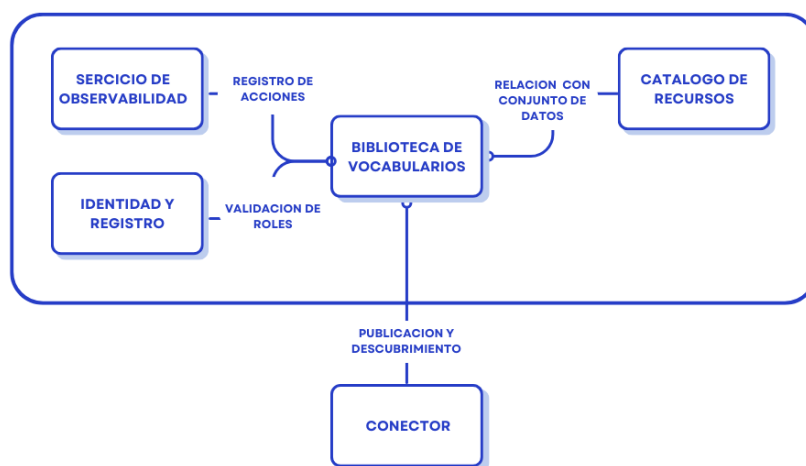 SERCICIO DE
OBSERVABILIDAD
REGISTRO DE
ACCIONES
RELACION CON
CONJUNTO DE
DATOS
CATALOGO DE
RECURSOS
BIBLIOTECA DE
VOCABULARIOS
IDENTIDAD Y
REGISTRO
VALIDACION DE
ROLES
PUBLICACION Y
DESCUBRIMIENTO
CONECTOR